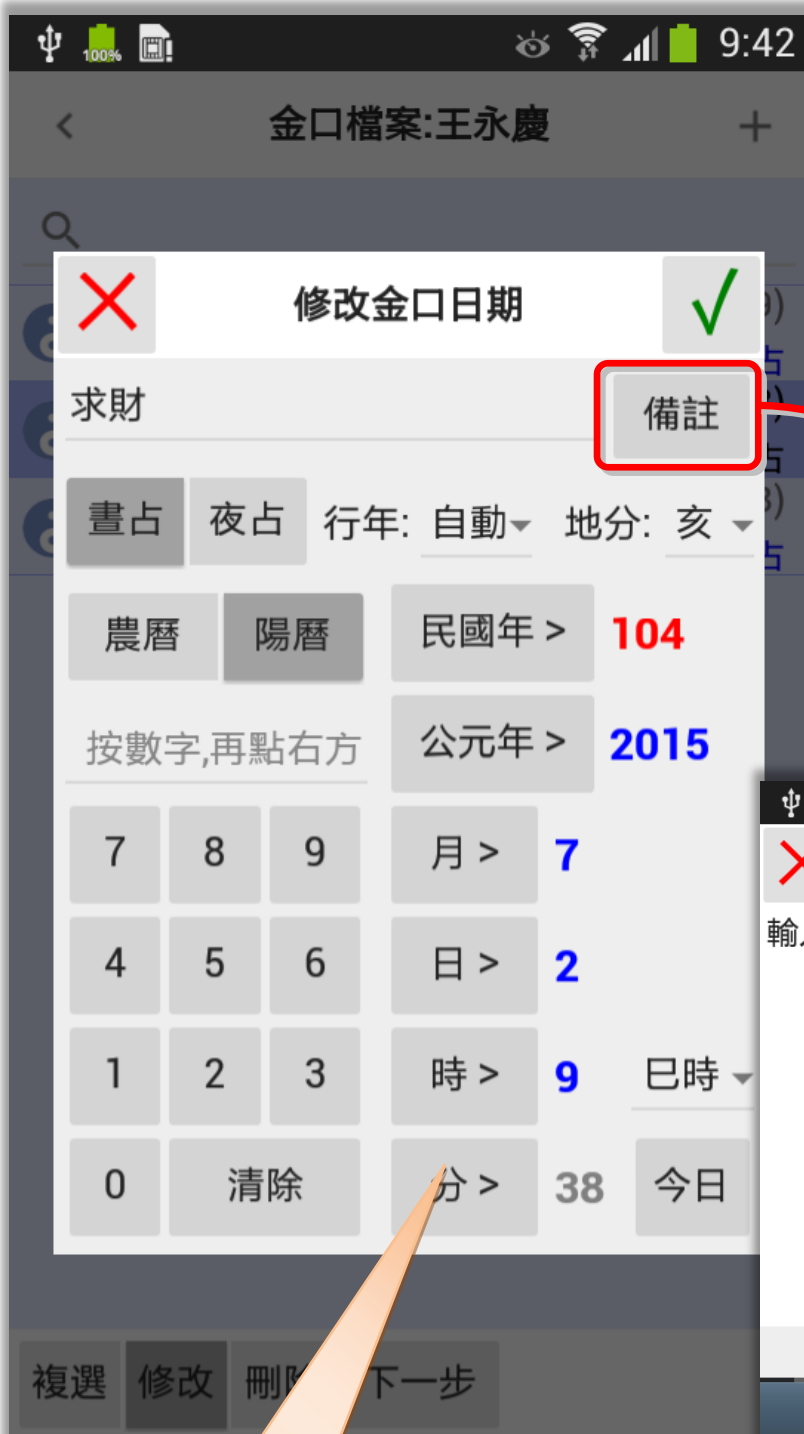 100%
9:42
金口檔案:王永慶
+
修改金口日期
求財
備註
晝占 夜占 行年: 自動 地分: 亥
農曆 陽曆 民國年 > 104
按數字,再點右方 公元年 > 2015
7 8 9 月 > 7
4 5 6 日 > 2
1 2 3 時 > 9 巳時
0 清除 分 > 38 今日
複選 修改 下一步